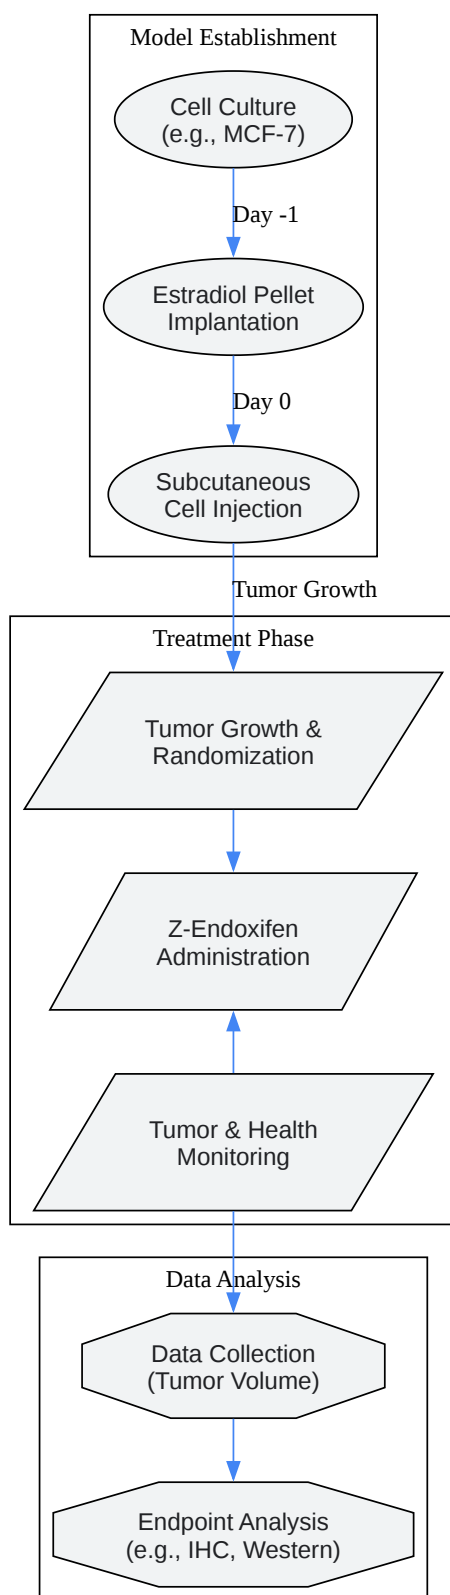 Model Establishment
Cell Culture
(e.g., MCF-7)
Day -1
Estradiol Pellet
Implantation
Day 0
Subcutaneous
Cell Injection
Tumor Growth
Treatment Phase
Tumor Growth &
Randomization
Z-Endoxifen
Administration
Tumor & Health
Monitoring
Data Analysis
Data Collection
(Tumor Volume)
Endpoint Analysis
(e.g., IHC, Western)